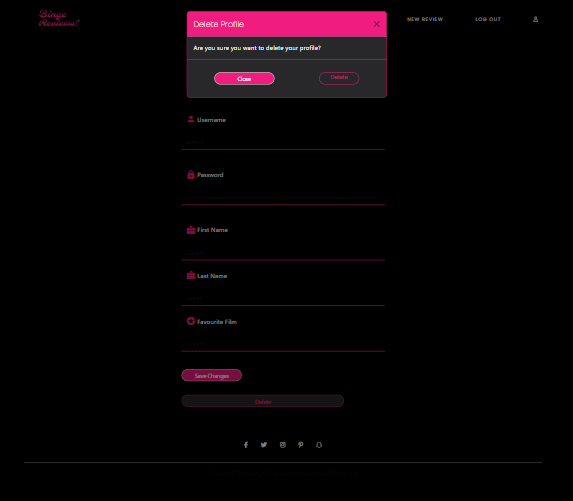 Binge
Reviews!
NEW REVIEW
LOG OUT
Delete Profile
Are you sure you want to delete your profile?
Close
Delete
Username
Password
First Name
Last Name
Favourite Film
Save Changes
Delete